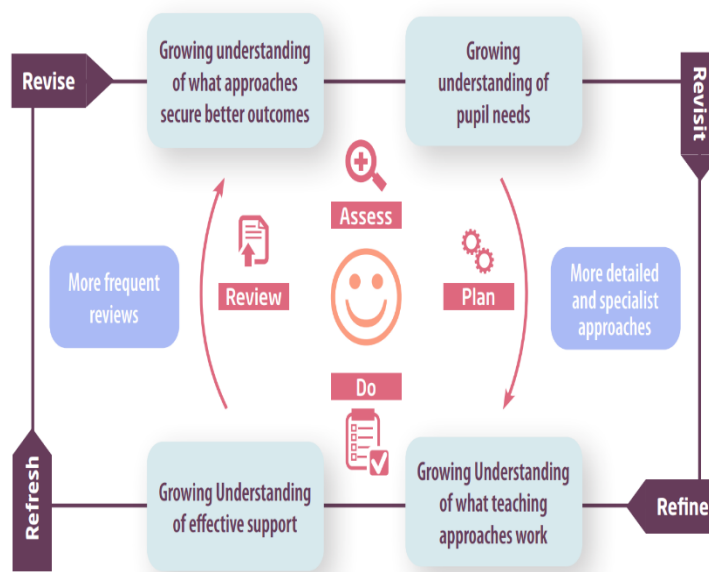 Revise
Growing understanding
of what approaches
secure better outcomes
Growing
understanding of
pupil needs
Revisit
Assess
More frequent
reviews
Review
Plan
More detailed
and specialist
approaches
Do
Refresh
Growing Understanding
of effective support
Growing Understanding
of what teaching
approaches work
Refine